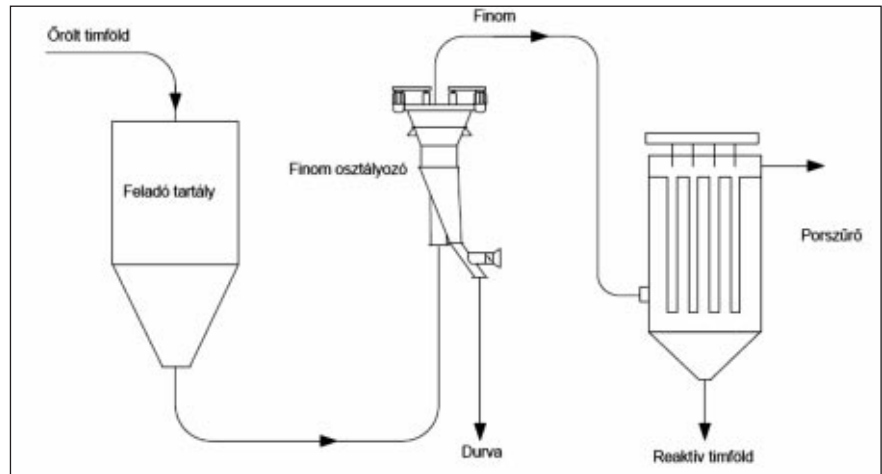 Finom
Őrölt timföld
Finom osztályozó
Feladó tartály
Porszűrő
Durva
Reaktív timföld